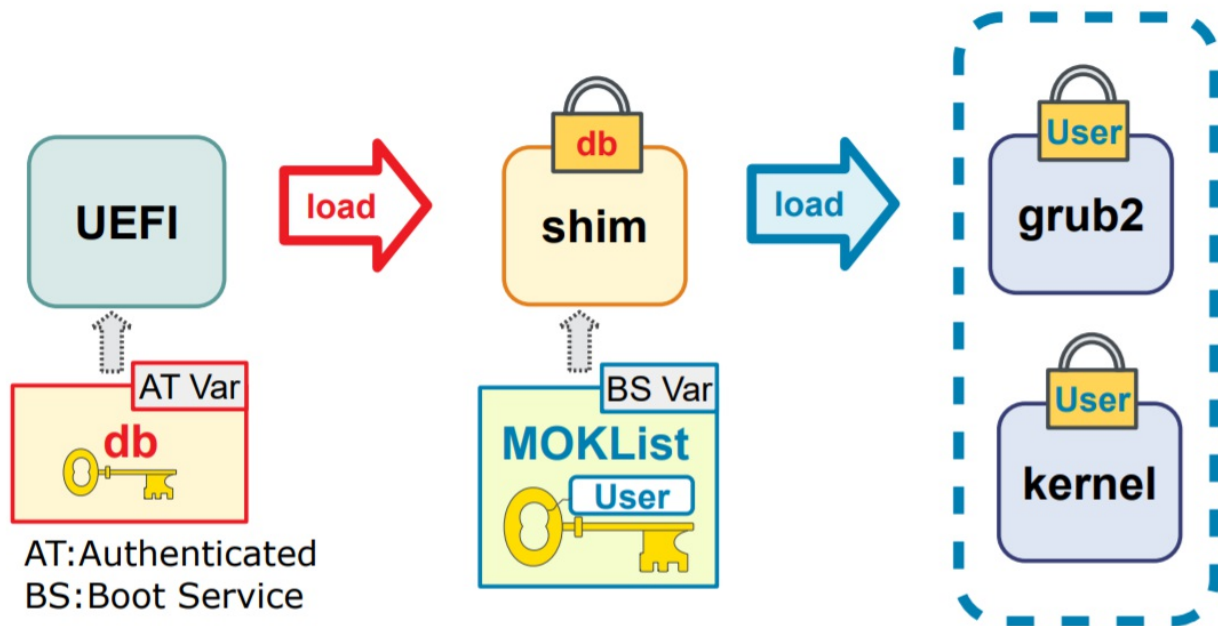 UEFI
load
db
shim
load
User
grub2
User
kernel
AT Var
db
BS Var
MOKList
User
AT:Authenticated
BS:Boot Service